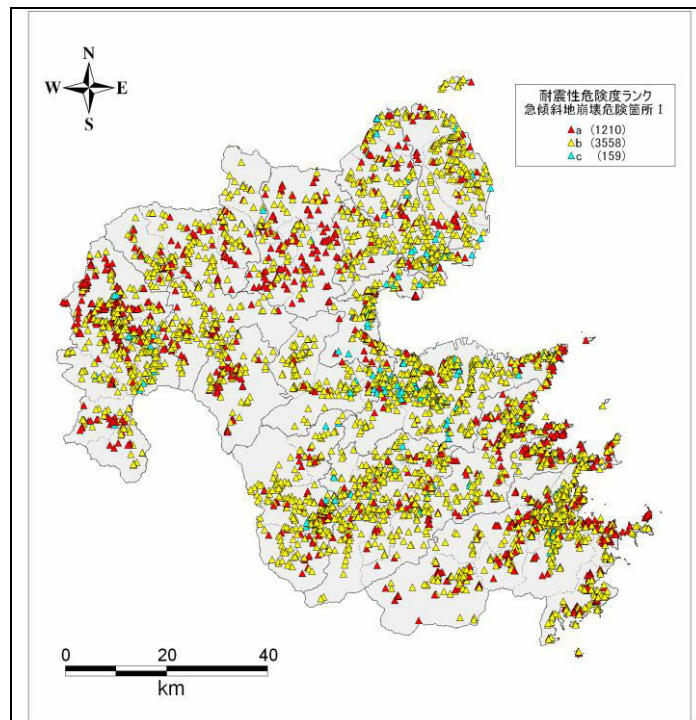 N
W E
S
耐震性危険度ランク
急傾斜地崩壊危険箇所 I
a (1210)
b (3558)
c (159)
0 20 40
km